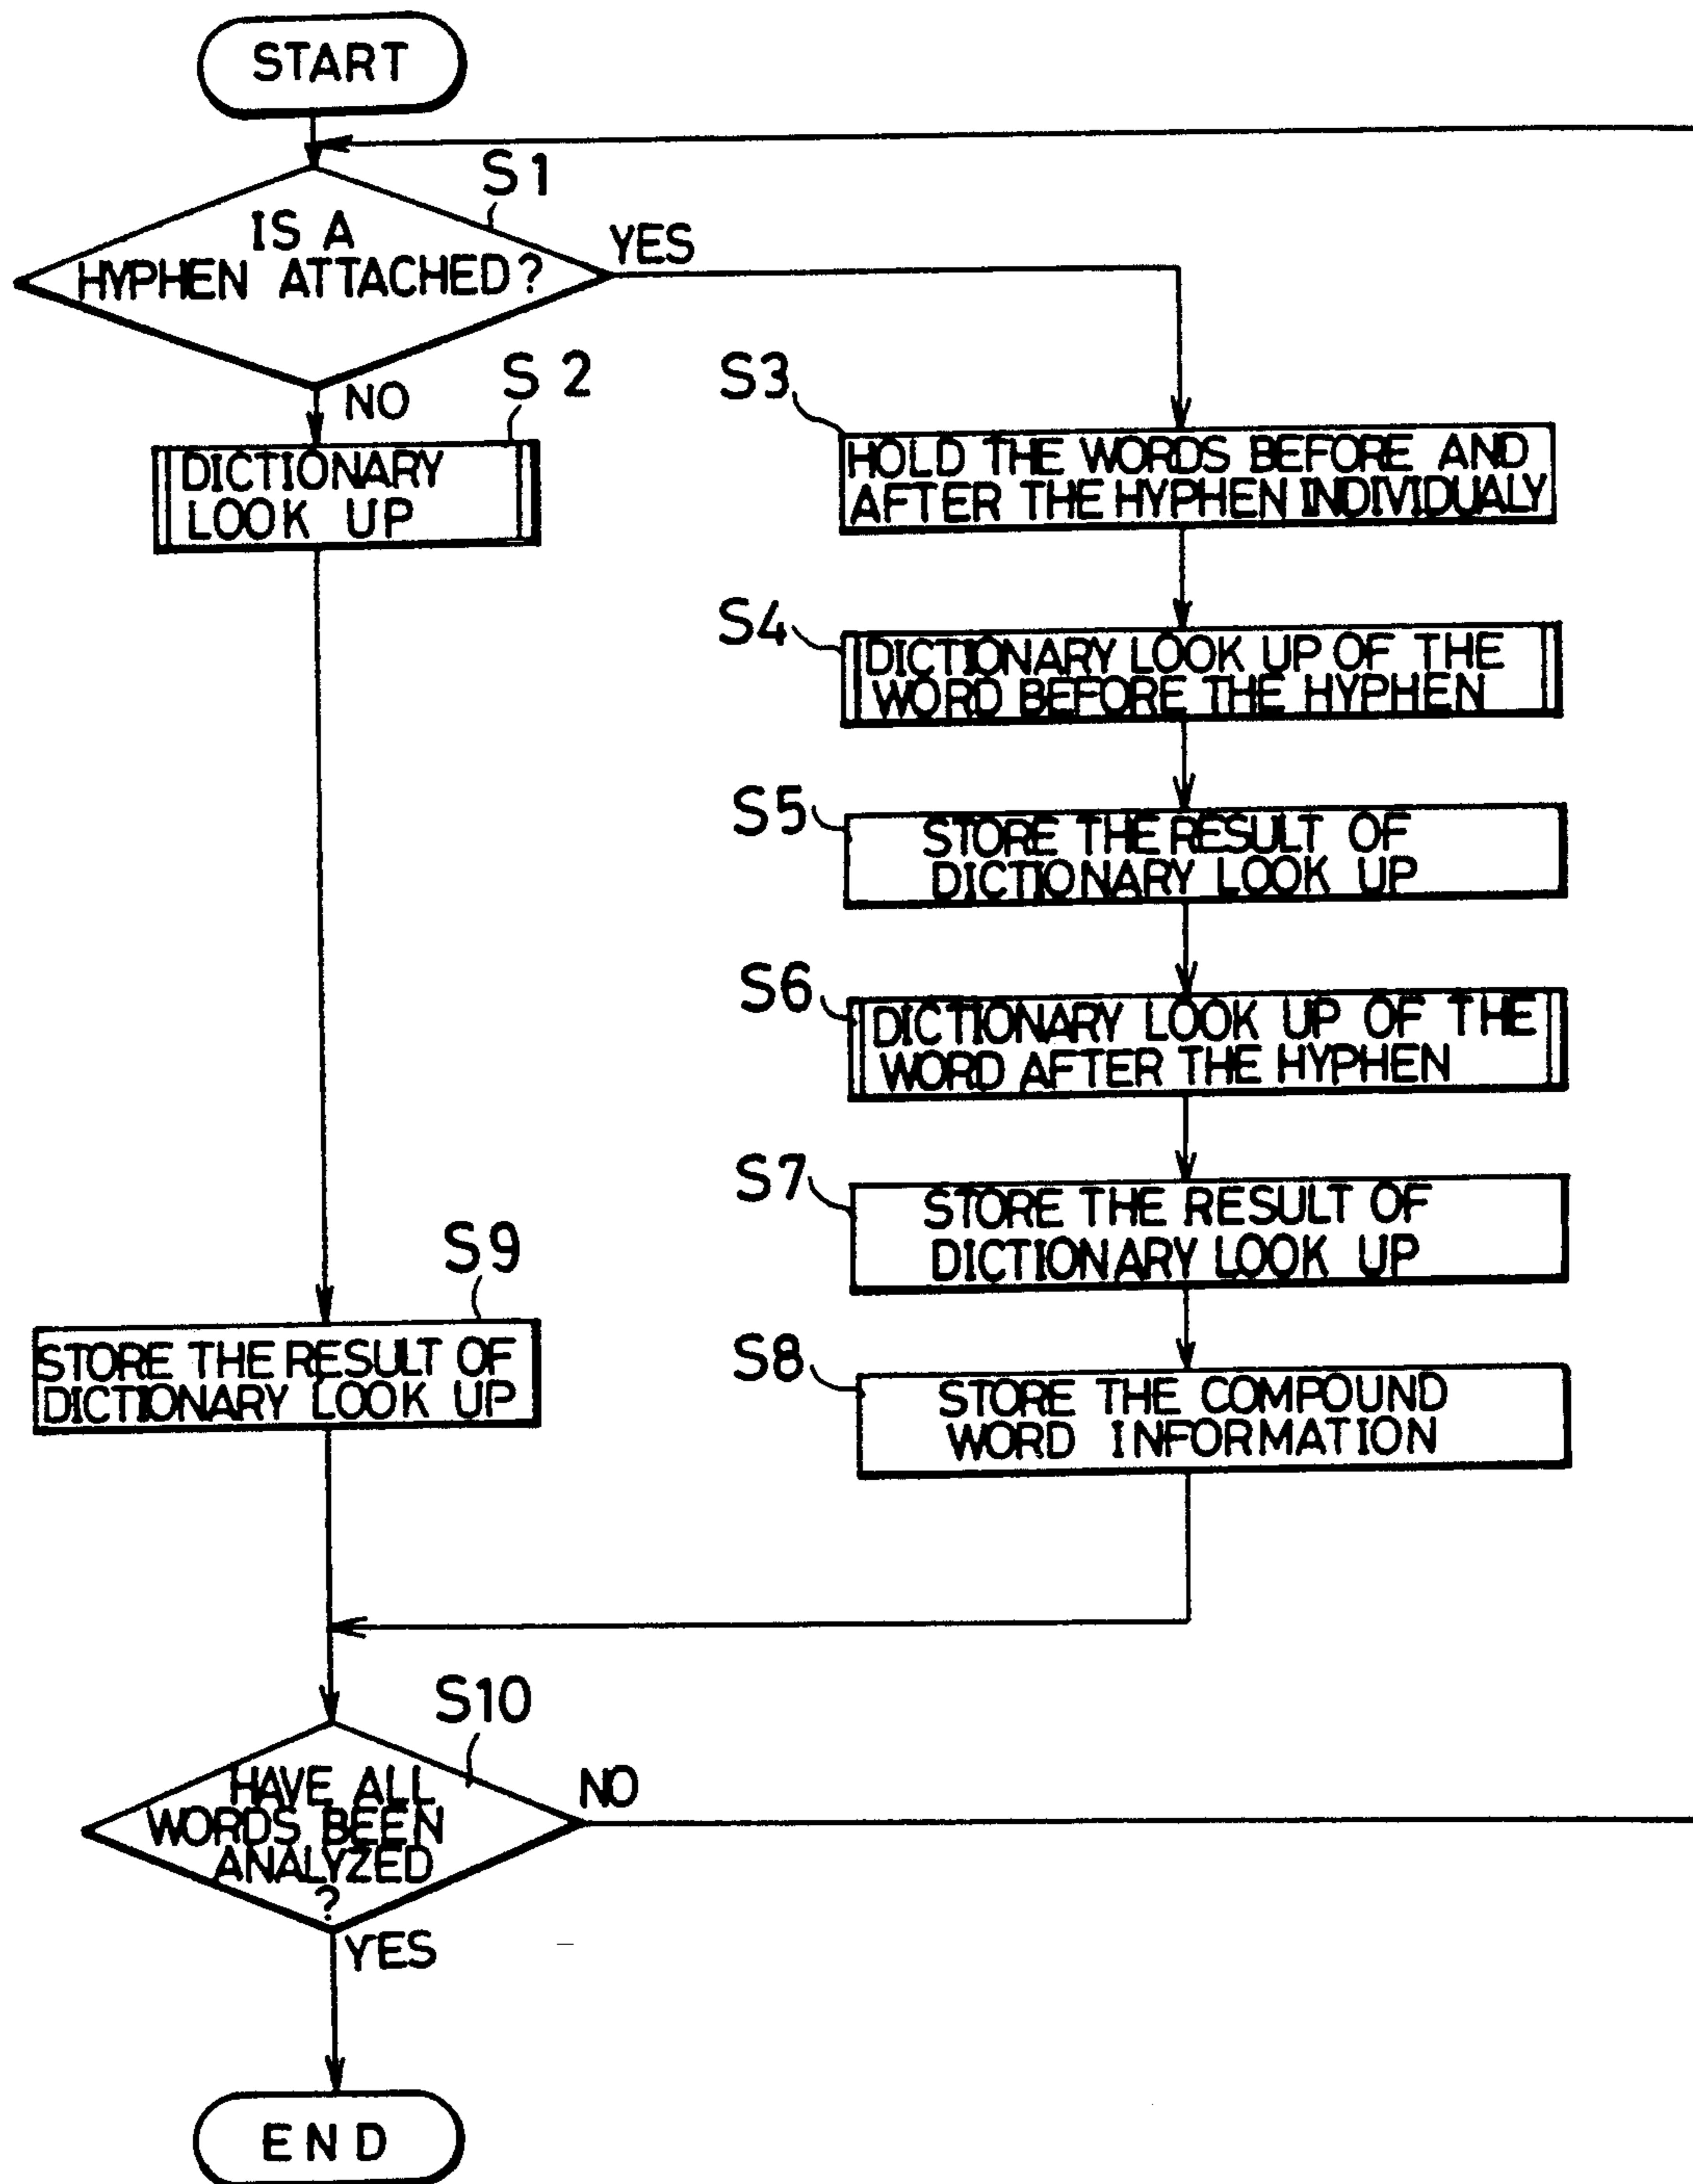 START
S1
IS A
HYPHEN ATTACHED?
YES
NO
S2
DICTIONARY
LOOK UP
S3
HOLD THE WORDS BEFORE AND
AFTER THE HYPHEN INDIVIDUALY
S4
DICTIONARY LOOK UP OF THE
WORD BEFORE THE HYPHEN
S5
STORE THE RESULT OF
DICTIONARY LOOK UP
S6
DICTIONARY LOOK UP OF THE
WORD AFTER THE HYPHEN
S7
STORE THE RESULT OF
DICTIONARY LOOK UP
S8
STORE THE COMPOUND
WORD INFORMATION
S9
STORE THE RESULT OF
DICTIONARY LOOK UP
S10
HAVE ALL
WORDS BEEN
ANALYZED
?
NO
YES
END